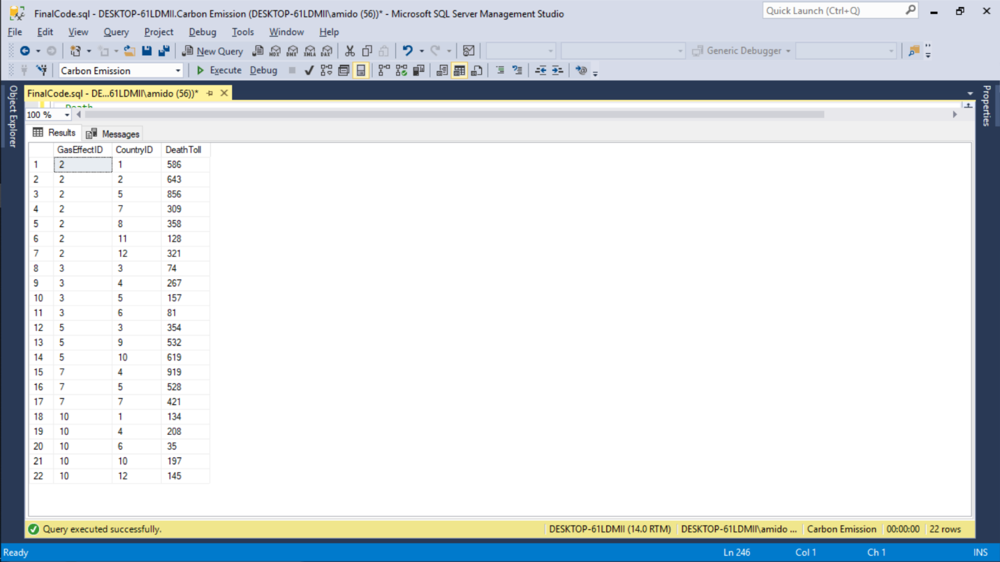 FinalCode.sql - DESKTOP-61LDMII.Carbon Emission (DESKTOP-61LDMII\amido (56))* - Microsoft SQL Server Management Studio
Quick Launch (Ctrl+Q)
File Edit View Query Project Debug Tools Window Help
New Query MDX DMX XMLA DAX Generic Debugger
Carbon Emission Execute Debug
Object Explorer
FinalCode.sql - DE...61LDMII\amido (56))*
Properties
Death
100 %
Results Messages
GasEffectID CountryID DeathToll
1 2 1 586
2 2 2 643
3 2 5 856
4 2 7 309
5 2 8 358
6 2 11 128
7 2 12 321
8 3 3 74
9 3 4 267
10 3 5 157
11 3 6 81
12 5 3 354
13 5 9 532
14 5 10 619
15 7 4 919
16 7 5 528
17 7 7 421
18 10 1 134
19 10 4 208
20 10 6 35
21 10 10 197
22 10 12 145
Query executed successfully. DESKTOP-61LDMII (14.0 RTM) DESKTOP-61LDMII\amido ... Carbon Emission 00:00:00 22 rows
Ready Ln 246 Col 1 Ch 1 INS